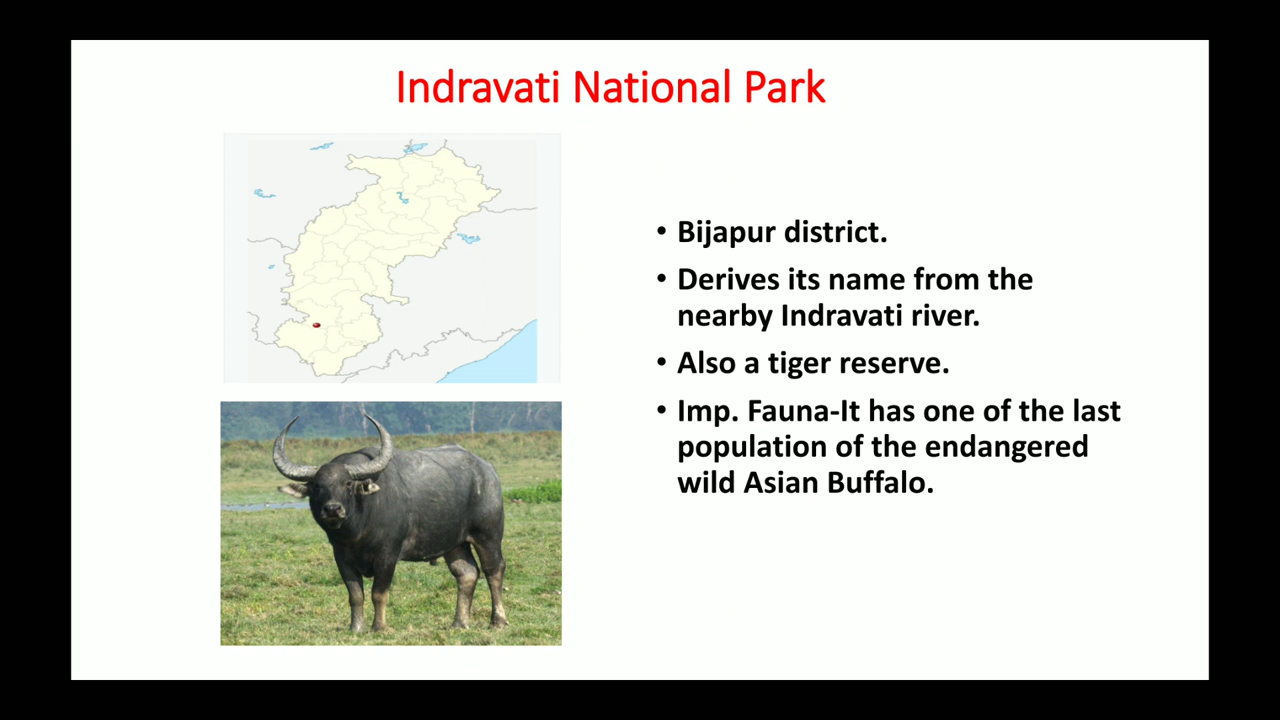 Indravati National Park
• Bijapur district.
• Derives its name from the
nearby Indravati river.
• Also a tiger reserve.
• Imp. Fauna-It has one of the last
population of the endangered
wild Asian Buffalo.